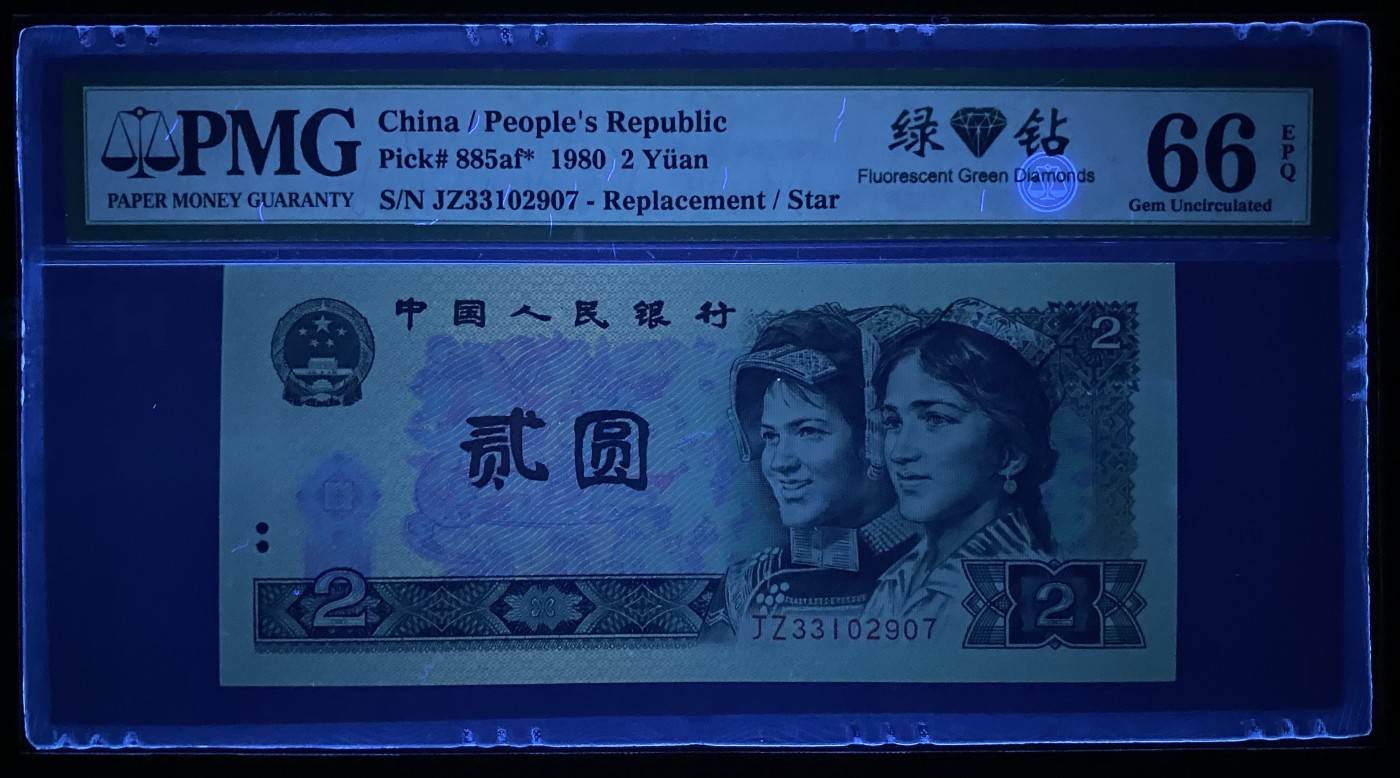 PMG
PAPER MONEY GUARANTY
China / People's Republic
Pick# 885af* 1980 2 Yüan
S/N JZ33102907 - Replacement / Star
绿 钻
Fluorescent Green Diamonds
66
EPQ
Gem Uncirculated
中国人民银行
2
贰圆
2
JZ33102907
2